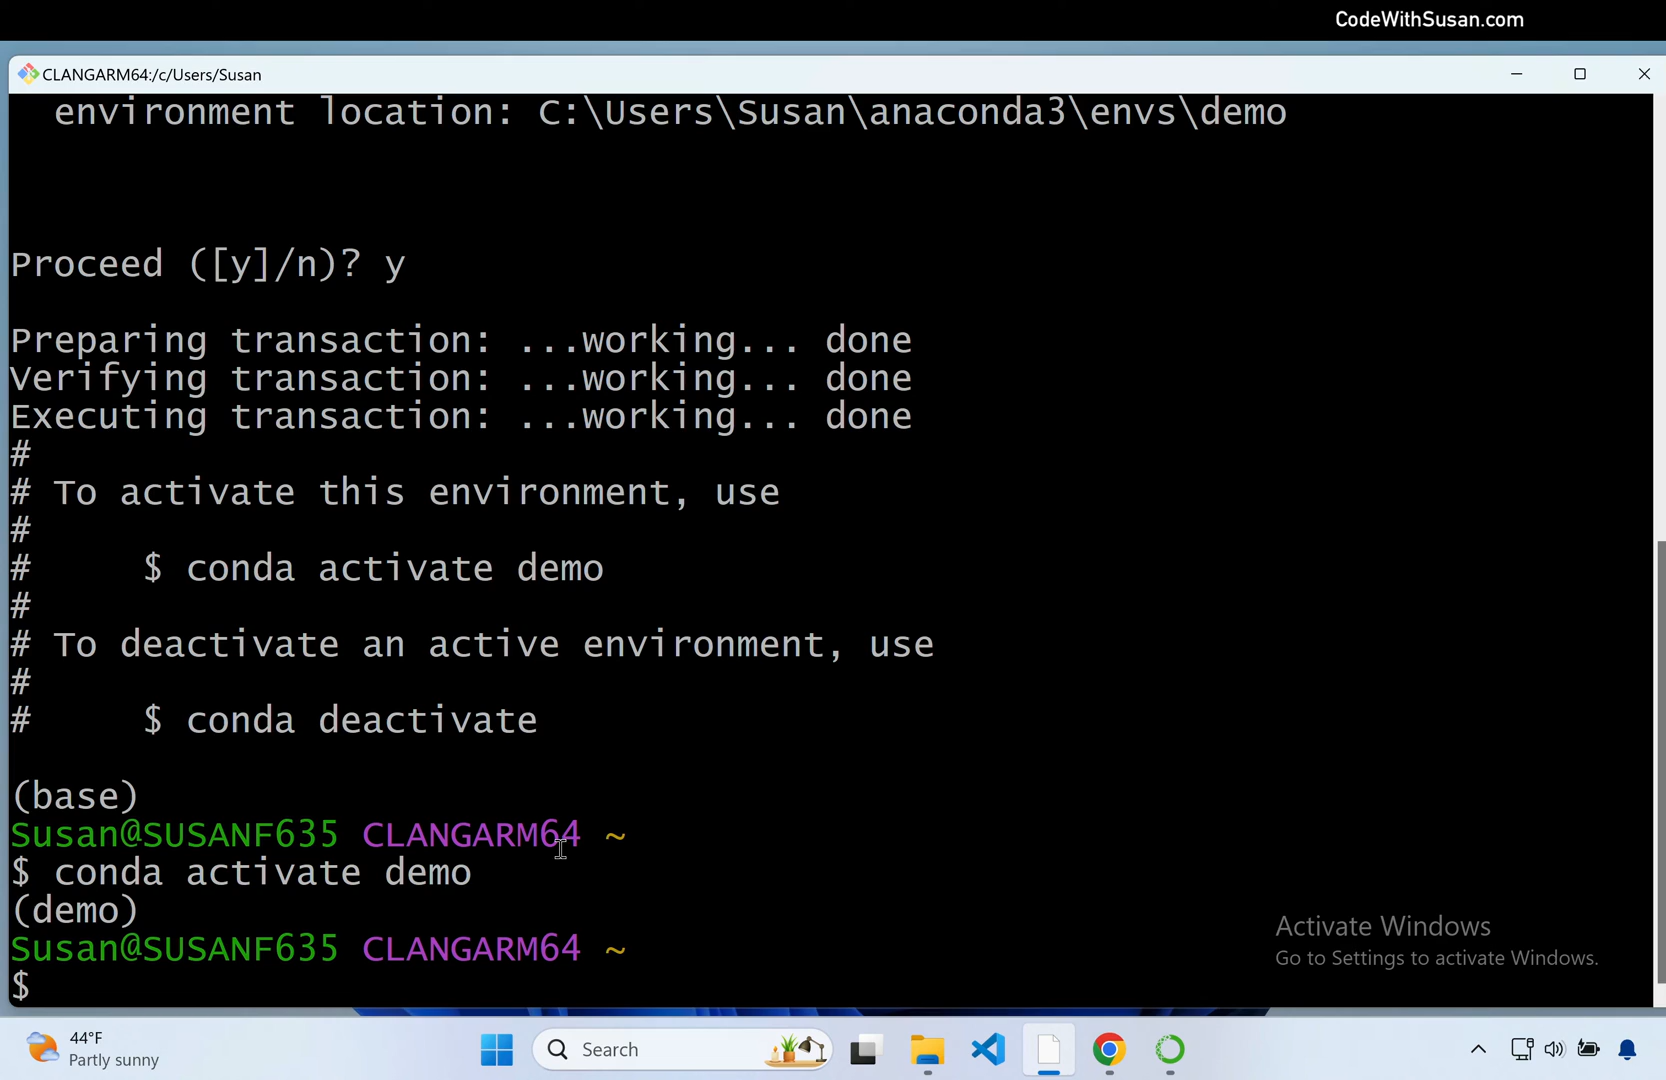 CodeWithSusan.com
CLANGARM64:/c/Users/Susan
environment location: C:\Users\Susan\anaconda3\envs\demo
Proceed ([y]/n)? y
Preparing transaction: ...working... done
Verifying transaction: ...working... done
Executing transaction: ...working... done
#
# To activate this environment, use
#
#     $ conda activate demo
#
# To deactivate an active environment, use
#
#     $ conda deactivate
(base)
Susan@SUSANF635 CLANGARM64 ~
$ conda activate demo
(demo)
Susan@SUSANF635 CLANGARM64 ~
$
Activate Windows
Go to Settings to activate Windows.
44°F
Partly sunny
Search